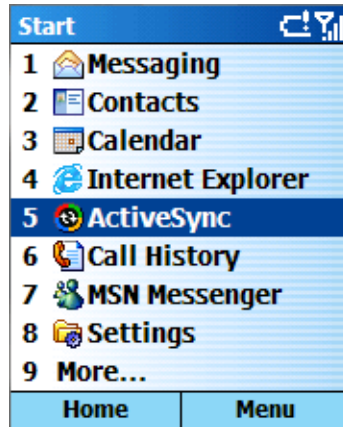 Start
1 Messaging
2 Contacts
3 Calendar
4 Internet Explorer
5 ActiveSync
6 Call History
7 MSN Messenger
8 Settings
9 More...
Home Menu